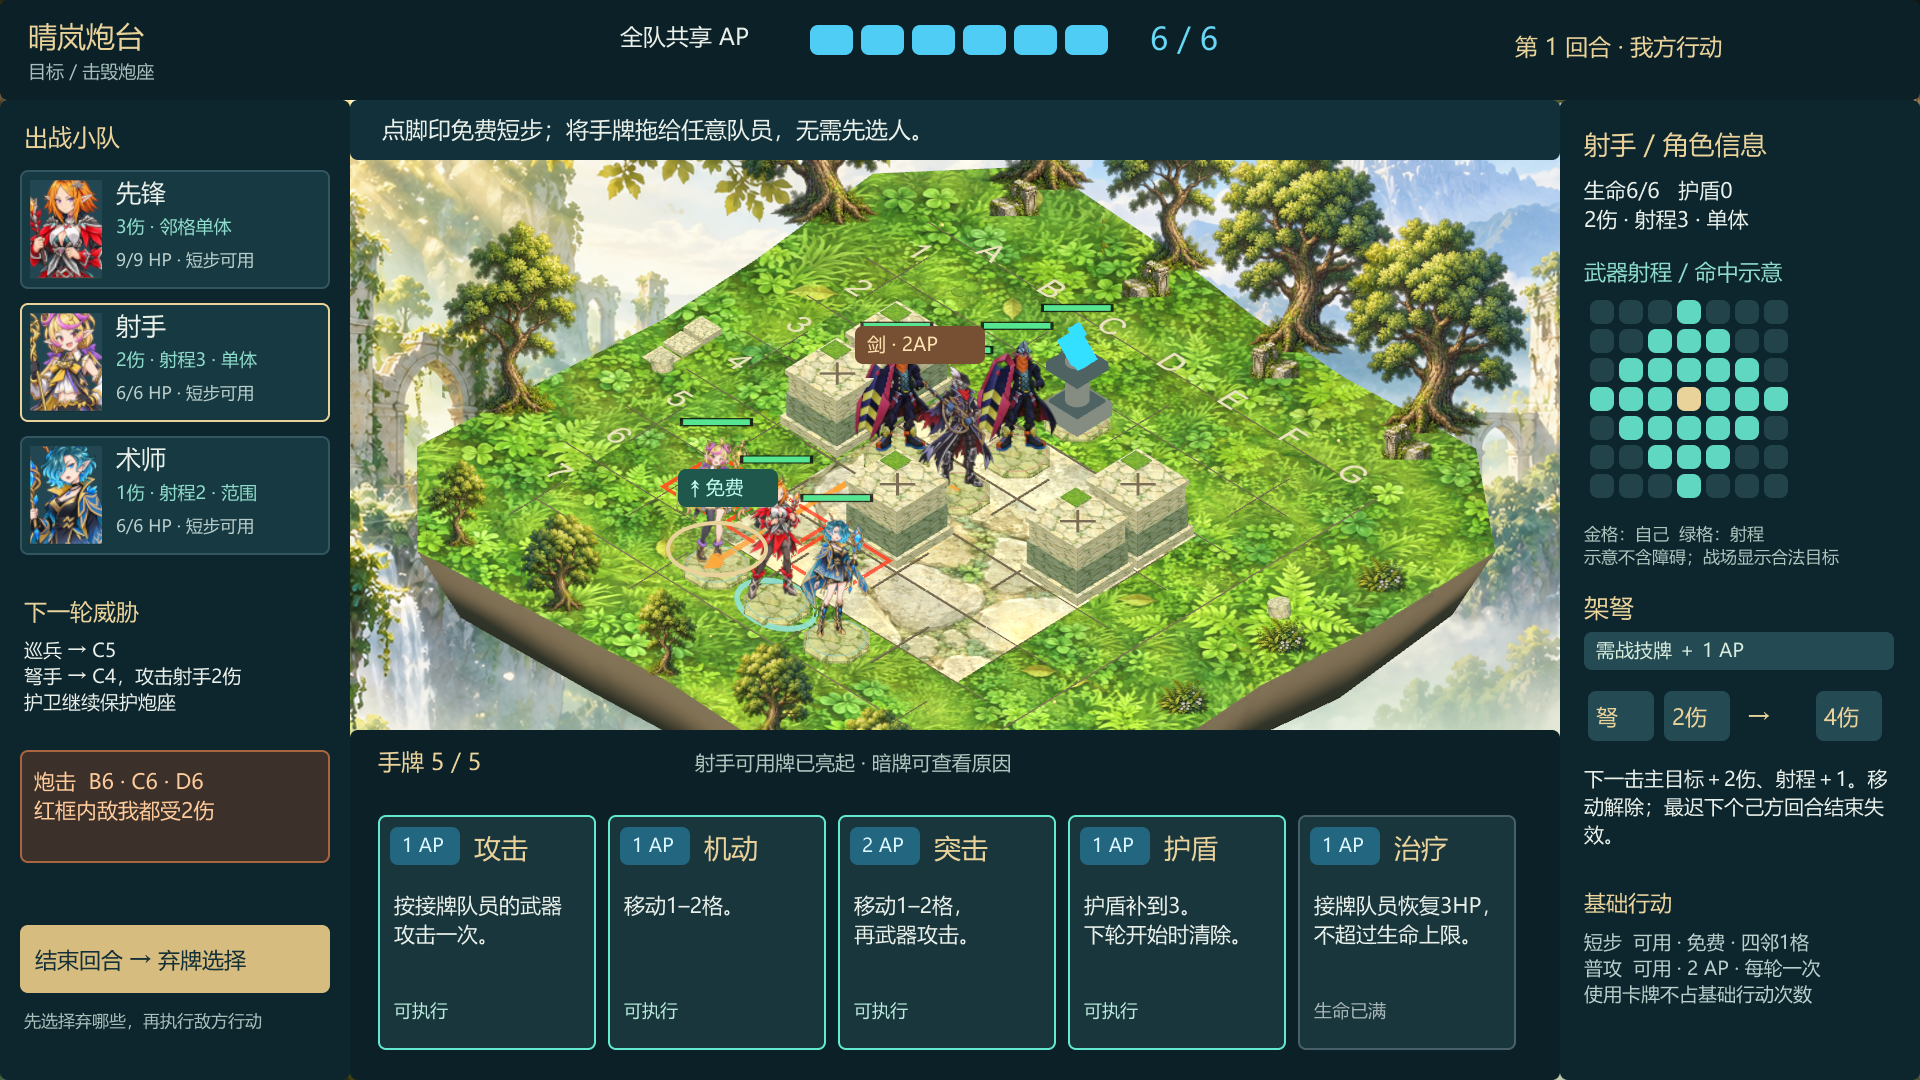 晴岚炮台
目标 / 击毁炮座
全队共享 AP
6 / 6
第 1 回合 · 我方行动
出战小队
先锋
3伤 · 邻格单体
9/9 HP · 短步可用
射手
2伤 · 射程3 · 单体
6/6 HP · 短步可用
术师
1伤 · 射程2 · 范围
6/6 HP · 短步可用
下一轮威胁
巡兵 → C5
弩手 → C4，攻击射手2伤
护卫继续保护炮座
炮击 B6 · C6 · D6
红框内敌我都受2伤
结束回合 → 弃牌选择
先选择弃哪些，再执行敌方行动
点脚印免费短步；将手牌拖给任意队员，无需先选人。
1
2
3
4
5
6
7
A
B
C
D
E
F
G
剑 · 2AP
免费
手牌 5 / 5
射手可用牌已亮起 · 暗牌可查看原因
1 AP 攻击
按接牌队员的武器
攻击一次。
可执行
1 AP 机动
移动1–2格。
可执行
2 AP 突击
移动1–2格，
再武器攻击。
可执行
1 AP 护盾
护盾补到3。
下轮开始时清除。
可执行
1 AP 治疗
接牌队员恢复3HP，
不超过生命上限。
生命已满
射手 / 角色信息
生命6/6 护盾0
2伤 · 射程3 · 单体
武器射程 / 命中示意
金格：自己 绿格：射程
示意不含障碍；战场显示合法目标
架弩
需战技牌 + 1 AP
弩 2伤 → 4伤
下一击主目标+2伤、射程+1。移
动解除；最迟下个己方回合结束失
效。
基础行动
短步 可用 · 免费 · 四邻1格
普攻 可用 · 2 AP · 每轮一次
使用卡牌不占基础行动次数